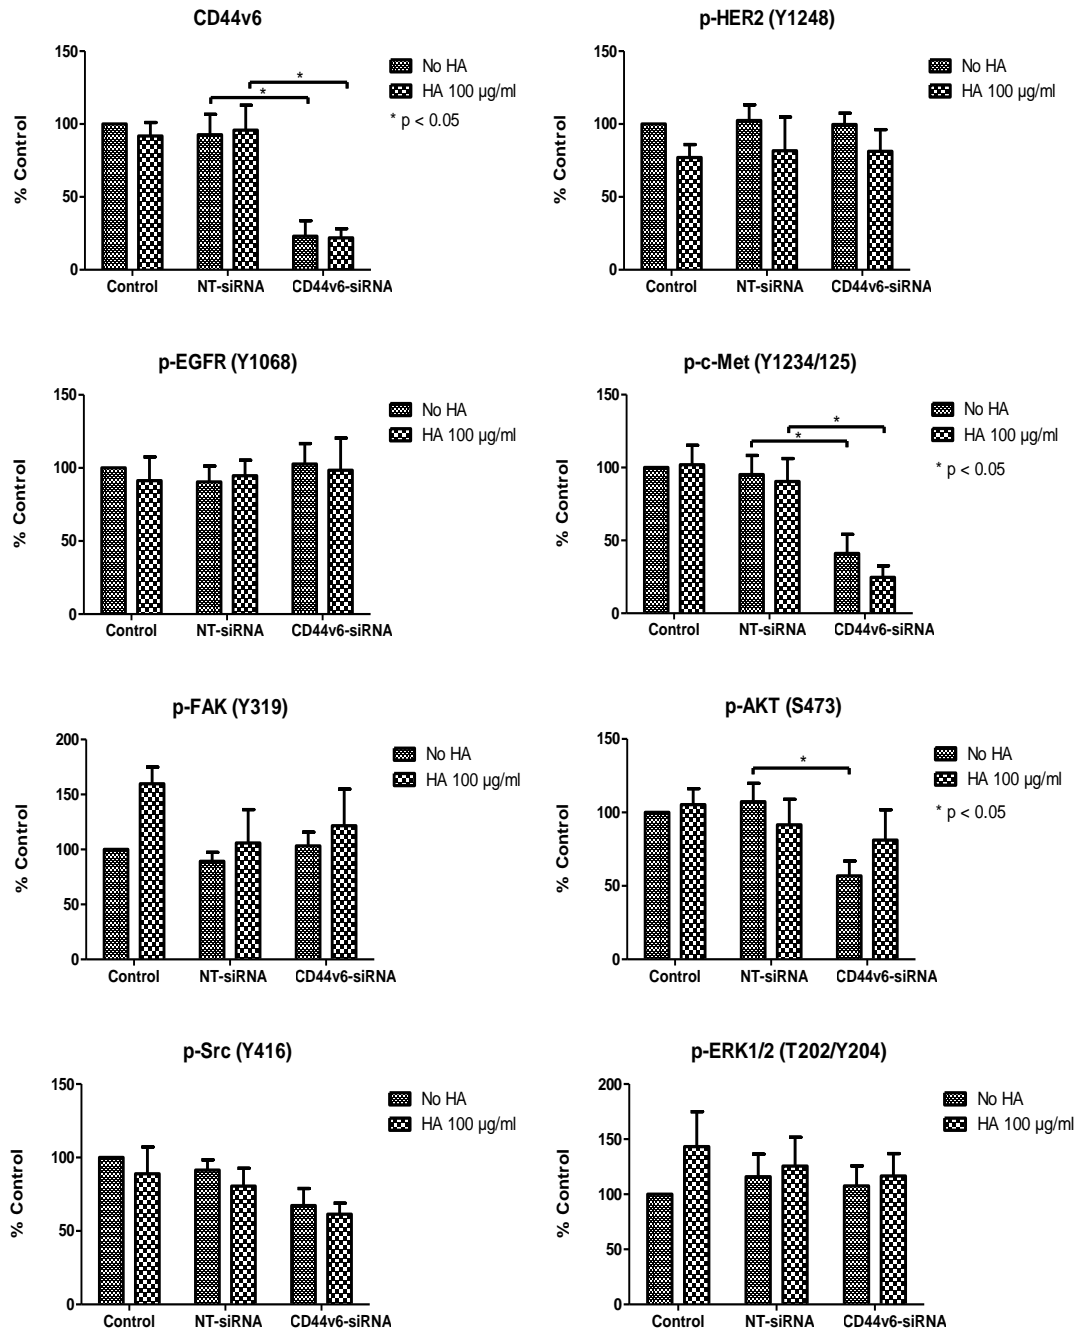 CD44v6
150
100
50
0
% Control
Control NT-siRNA CD44v6-siRNA
*
*
No HA
HA 100 µg/ml
* p < 0.05
p-HER2 (Y1248)
150
100
50
0
% Control
Control NT-siRNA CD44v6-siRNA
No HA
HA 100 µg/ml
p-EGFR (Y1068)
150
100
50
0
% Control
Control NT-siRNA CD44v6-siRNA
No HA
HA 100 µg/ml
p-c-Met (Y1234/125)
150
100
50
0
% Control
Control NT-siRNA CD44v6-siRNA
*
*
No HA
HA 100 µg/ml
* p < 0.05
p-FAK (Y319)
200
150
100
50
0
% Control
Control NT-siRNA CD44v6-siRNA
No HA
HA 100 µg/ml
p-AKT (S473)
150
100
50
0
% Control
Control NT-siRNA CD44v6-siRNA
*
No HA
HA 100 µg/ml
* p < 0.05
p-Src (Y416)
150
100
50
0
% Control
Control NT-siRNA CD44v6-siRNA
No HA
HA 100 µg/ml
p-ERK1/2 (T202/Y204)
200
150
100
50
0
% Control
Control NT-siRNA CD44v6-siRNA
No HA
HA 100 µg/ml